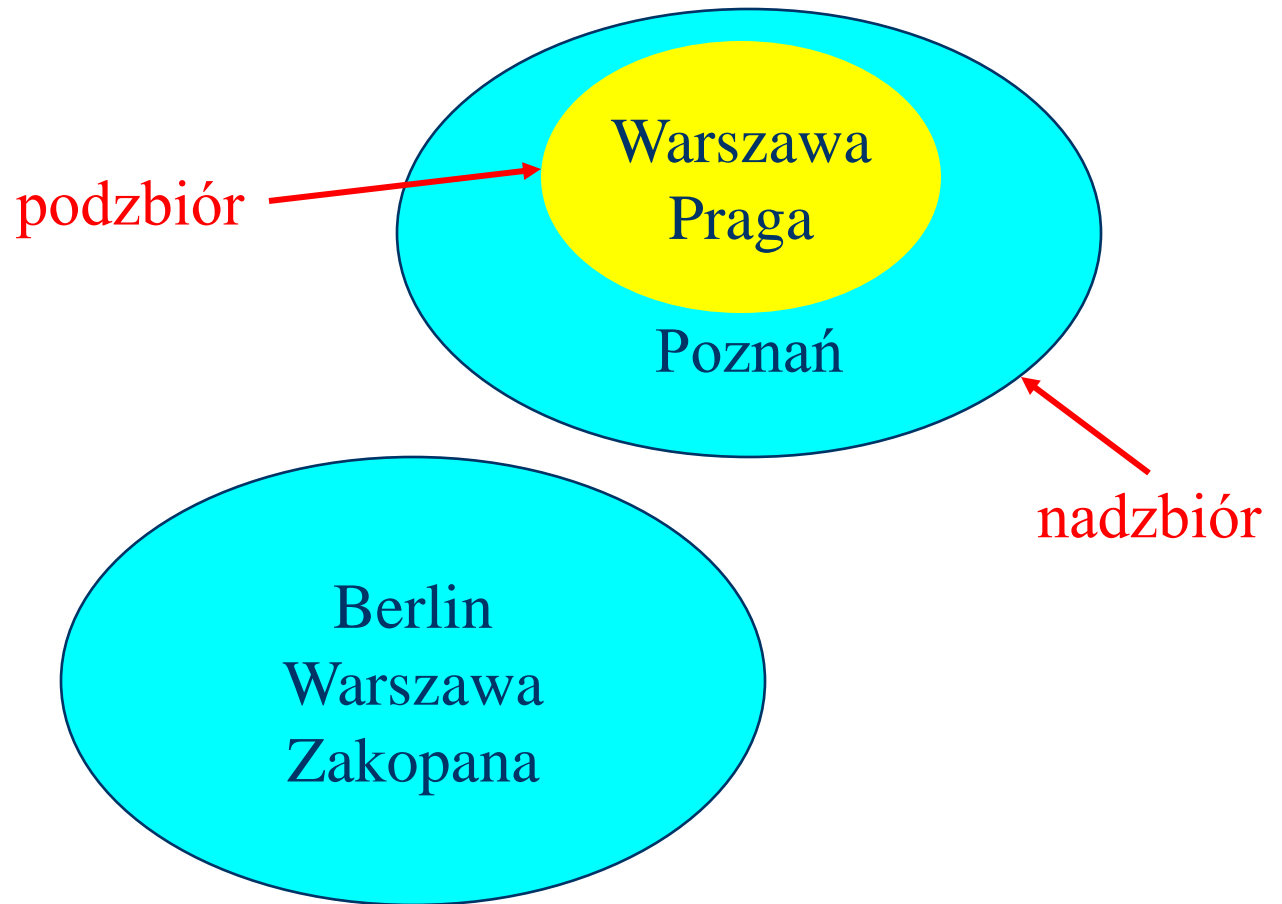 Warszawa
Praga
podzbiór
Poznań
nadzbiór
Berlin
Warszawa
Zakopana